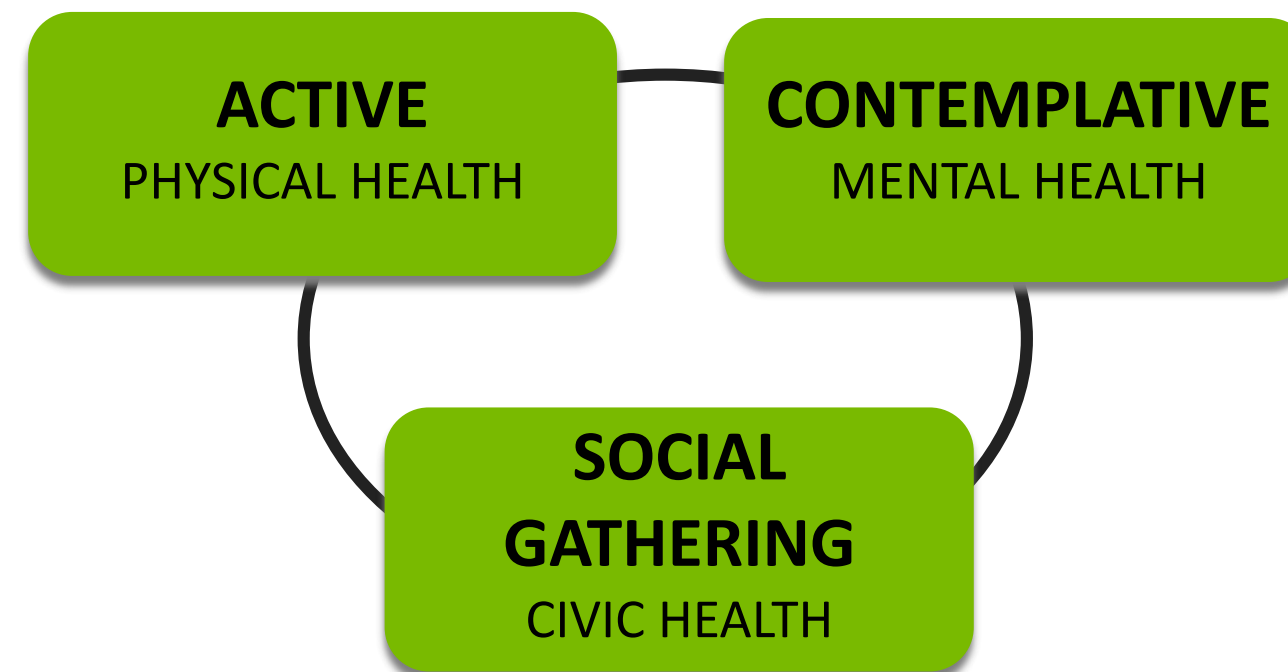 ACTIVE
PHYSICAL HEALTH
CONTEMPLATIVE
MENTAL HEALTH
SOCIAL
GATHERING
CIVIC HEALTH